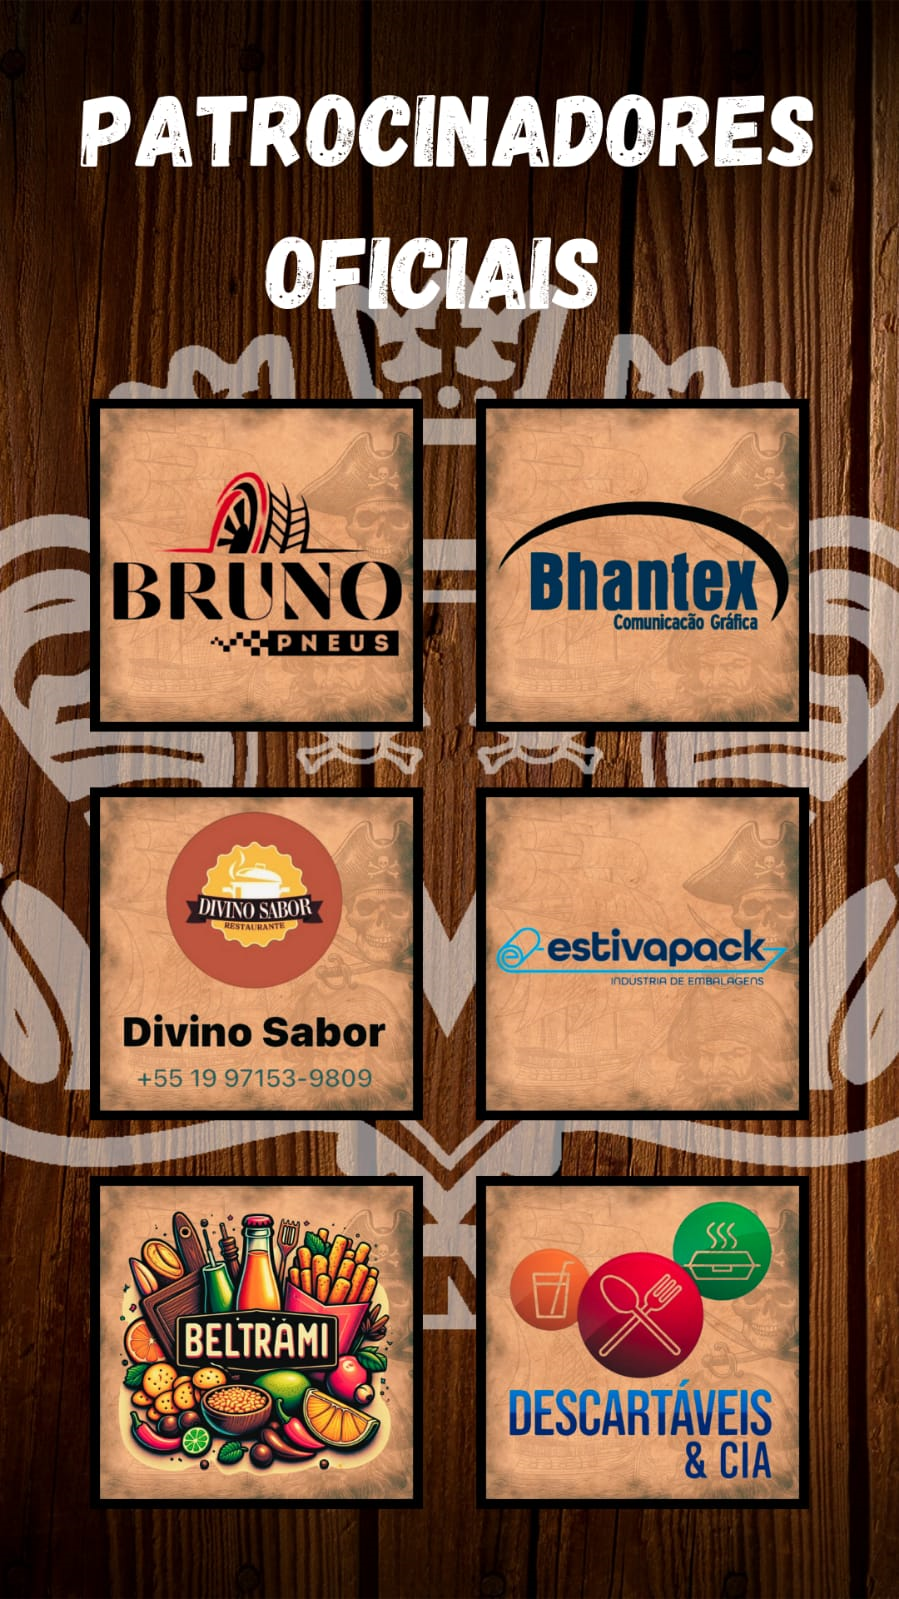 PATROCINADORES
OFICIAIS
BRUNO
PNEUS
Bhantex
Comunicacão Gráfica
DIVINO SABOR
RESTAURANTE
Divino Sabor
+55 19 97153-9809
estivapack
INDÚSTRIA DE EMBALAGENS
BELTRAMI
DESCARTÁVEIS
& CIA